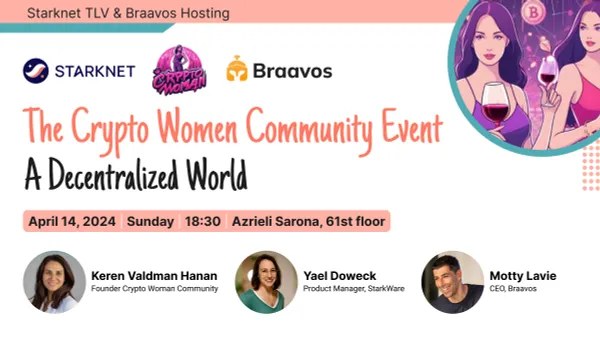 Starknet TLV & Braavos Hosting
STARKNET
CRYPTO
WOMAN
Braavos
The Crypto Women Community Event
A Decentralized World
April 14, 2024 | Sunday | 18:30 | Azrieli Sarona, 61st floor
Keren Valdman Hanan
Founder Crypto Woman Community
Yael Doweck
Product Manager, StarkWare
Motty Lavie
CEO, Braavos